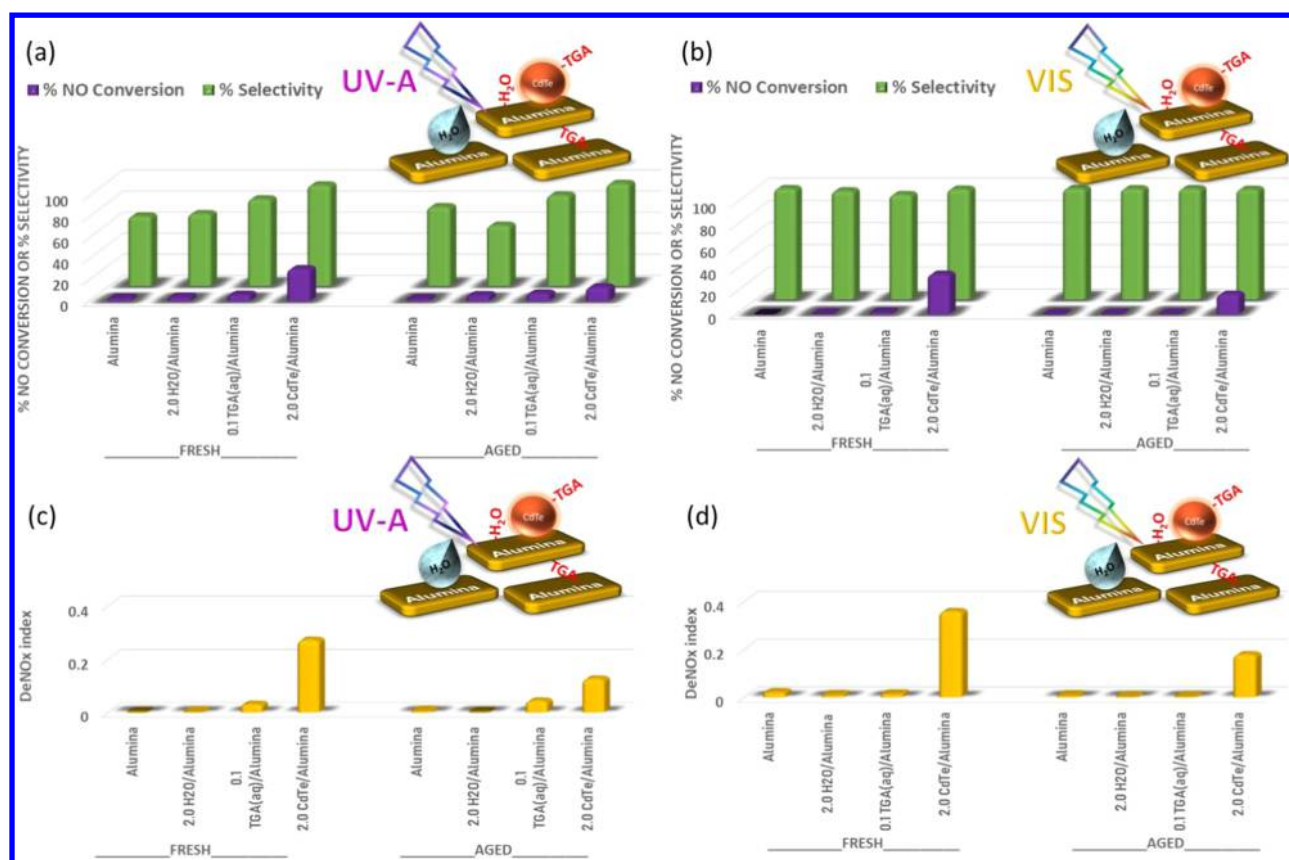 (a)
% NO Conversion
% Selectivity
UV-A
H₂O
CdTe
-TGA
Alumina
H₂O
Alumina
TGA
Alumina
% NO CONVERSION OR % SELECTIVITY
100
80
60
40
20
0
Alumina
2.0 H2O/Alumina
0.1 TGA(aq)/Alumina
2.0 CdTe/Alumina
Alumina
2.0 H2O/Alumina
0.1 TGA(aq)/Alumina
2.0 CdTe/Alumina
FRESH
AGED
(b)
% NO Conversion
% Selectivity
VIS
-H₂O
CdTe
-TGA
Alumina
H₂O
Alumina
TGA
Alumina
% NO CONVERSION OR % SELECTIVITY
100
80
60
40
20
0
Alumina
2.0 H2O/Alumina
0.1
TGA(aq)/Alumina
2.0 CdTe/Alumina
Alumina
2.0 H2O/Alumina
0.1
TGA(aq)/Alumina
2.0 CdTe/Alumina
FRESH
AGED
(c)
UV-A
-H₂O
CdTe
-TGA
Alumina
H₂O
Alumina
TGA
Alumina
DeNOx index
0.4
0.2
0
Alumina
2.0 H2O/Alumina
0.1
TGA(aq)/Alumina
2.0 CdTe/Alumina
Alumina
2.0 H2O/Alumina
0.1
TGA(aq)/Alumina
2.0 CdTe/Alumina
FRESH
AGED
(d)
VIS
-H₂O
CdTe
-TGA
Alumina
H₂O
Alumina
TGA
Alumina
DeNOx index
0.4
0.2
0
Alumina
2.0 H2O/Alumina
0.1 TGA(aq)/Alumina
2.0 CdTe/Alumina
Alumina
2.0 H2O/Alumina
0.1 TGA(aq)/Alumina
2.0 CdTe/Alumina
FRESH
AGED